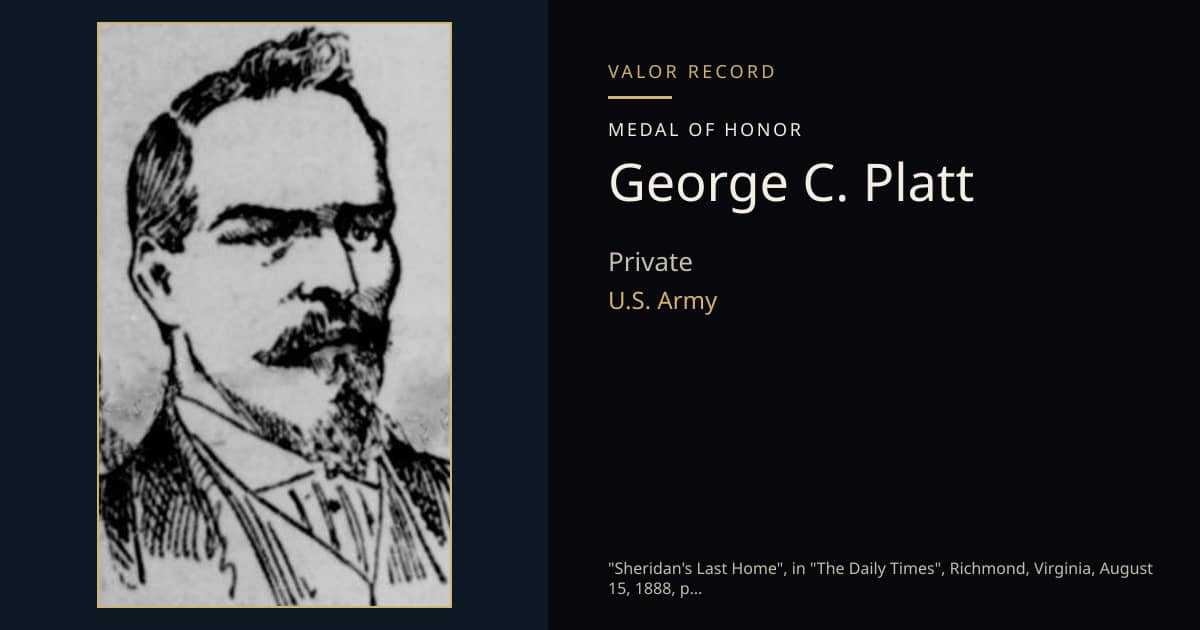 VALOR RECORD
MEDAL OF HONOR
George C. Platt
Private
U.S. Army
"Sheridan's Last Home", in "The Daily Times", Richmond, Virginia, August
15, 1888, p...